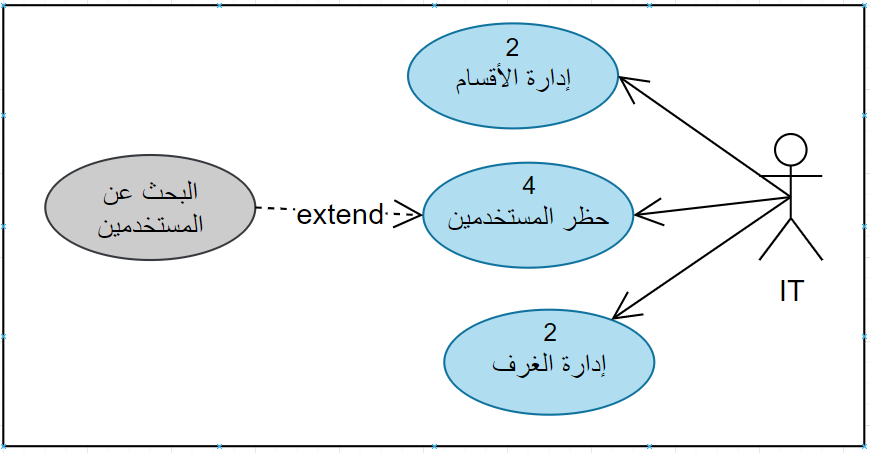 2
إدارة الأقسام
البحث عن
المستخدمين
extend
4
حظر المستخدمين
IT
2
إدارة الغرف